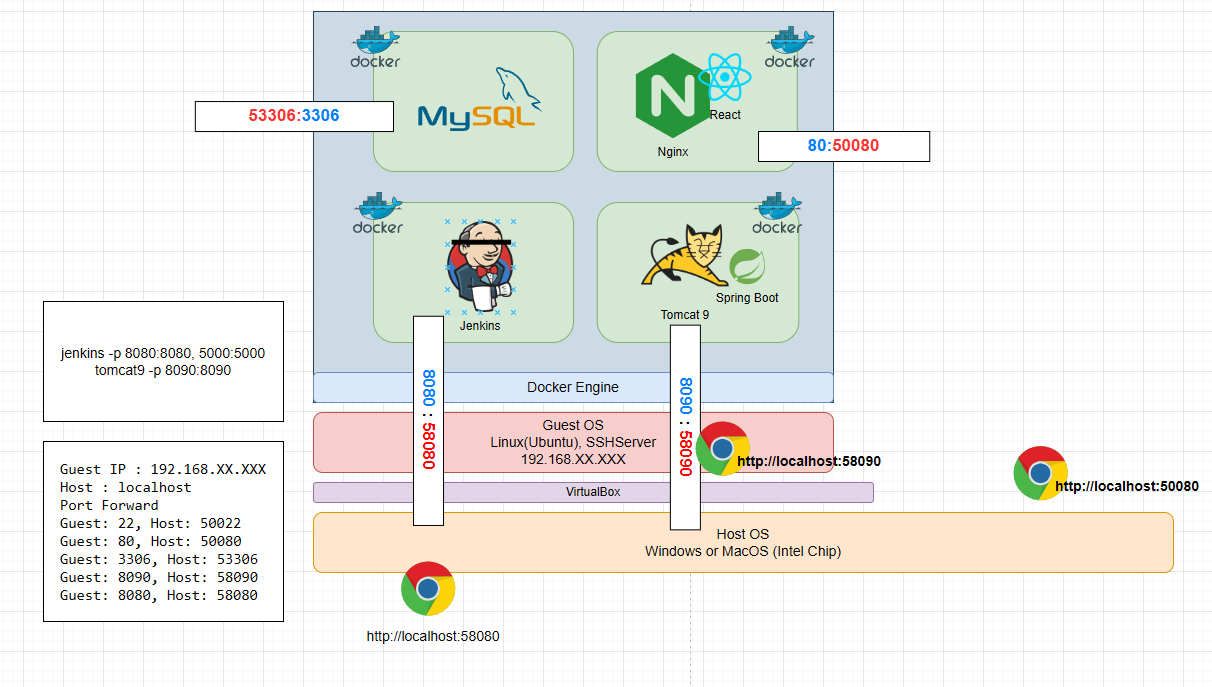 docker
MySQL
53306:3306
docker
N
React
Nginx
80:50080
docker
Jenkins
docker
Spring Boot
Tomcat 9
jenkins -p 8080:8080, 5000:5000
tomcat9 -p 8090:8090
8080 : 58080
8090 : 58090
Docker Engine
Guest OS
Linux(Ubuntu), SSHServer
192.168.XX.XXX
http://localhost:58090
http://localhost:50080
VirtualBox
Guest IP : 192.168.XX.XXX
Host : localhost
Port Forward
Guest: 22, Host: 50022
Guest: 80, Host: 50080
Guest: 3306, Host: 53306
Guest: 8090, Host: 58090
Guest: 8080, Host: 58080
Host OS
Windows or MacOS (Intel Chip)
http://localhost:58080